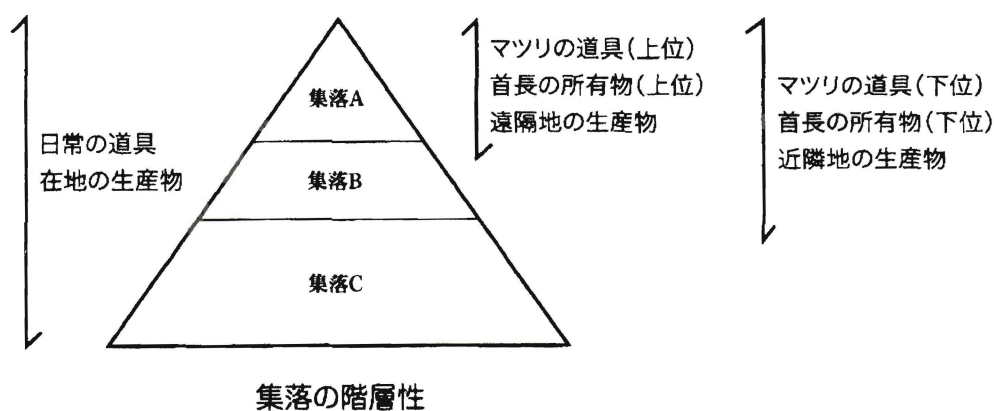 日常の道具
在地の生産物
集落A
集落B
集落C
マツリの道具(上位)
首長の所有物(上位)
遠隔地の生産物
マツリの道具(下位)
首長の所有物(下位)
近隣地の生産物
集落の階層性